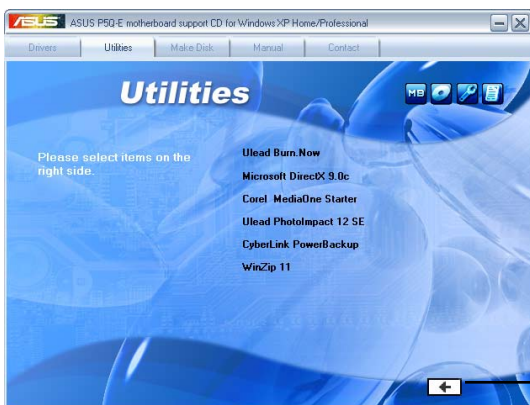 ASUS ASUS P5Q-E motherboard support CD for Windows XP Home/Professional
Drivers Utilities Make Disk Manual Contact
Utilities
MB
Please select items on the
right side.
Ulead Burn.Now
Microsoft DirectX 9.0c
Corel MediaOne Starter
Ulead PhotoImpact 12 SE
CyberLink PowerBackup
WinZip 11